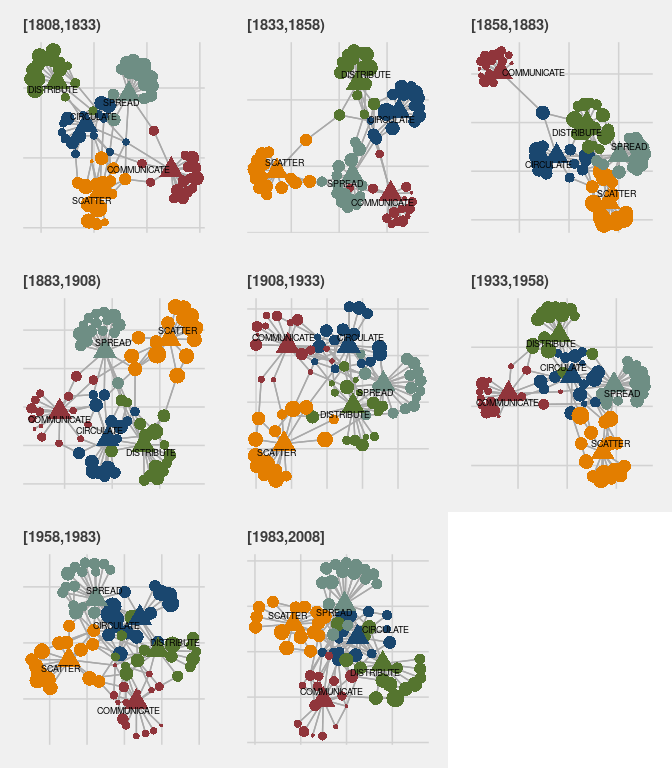 [1808,1833)
DISTRIBUTE
SPREAD
CIRCULATE
COMMUNICATE
SCATTER
[1833,1858)
DISTRIBUTE
CIRCULATE
SCATTER
SPREAD
COMMUNICATE
[1858,1883)
COMMUNICATE
DISTRIBUTE
SPREAD
CIRCULATE
SCATTER
[1883,1908)
SCATTER
SPREAD
COMMUNICATE
CIRCULATE
DISTRIBUTE
[1908,1933)
COMMUNICATE
CIRCULATE
SPREAD
DISTRIBUTE
SCATTER
[1933,1958)
DISTRIBUTE
CIRCULATE
SPREAD
COMMUNICATE
SCATTER
[1958,1983)
SPREAD
CIRCULATE
DISTRIBUTE
SCATTER
COMMUNICATE
[1983,2008]
SPREAD
SCATTER
CIRCULATE
DISTRIBUTE
COMMUNICATE